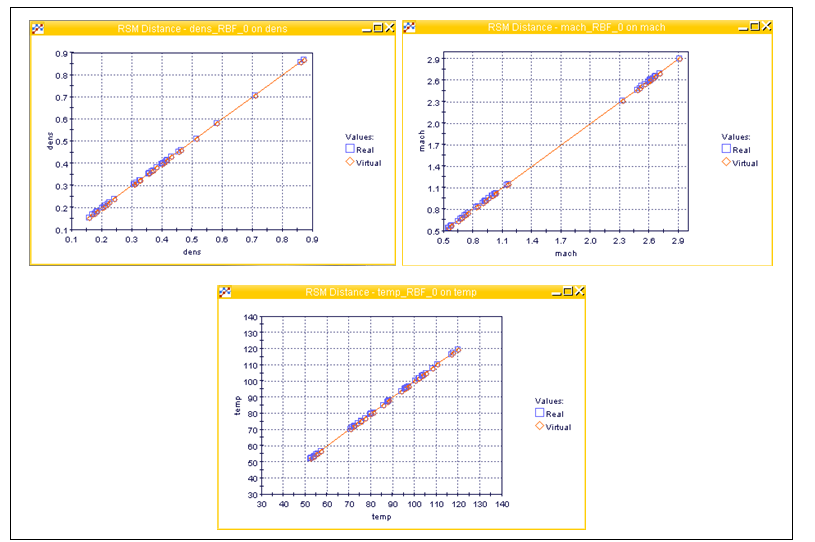 RSM Distance - dens_RBF_0 on dens
0.9
0.8
0.7
0.6
0.5
0.4
0.3
0.2
0.1
dens
0.1 0.2 0.3 0.4 0.5 0.6 0.7 0.8 0.9
dens
Values:
Real
Virtual
RSM Distance - mach_RBF_0 on mach
2.9
2.6
2.3
2.0
1.7
1.4
1.1
0.8
0.5
mach
0.5 0.8 1.1 1.4 1.7 2.0 2.3 2.6 2.9
mach
Values:
Real
Virtual
RSM Distance - temp_RBF_0 on temp
140
130
120
110
100
90
80
70
60
50
40
30
temp
30 40 50 60 70 80 90 100 110 120 130 140
temp
Values:
Real
Virtual